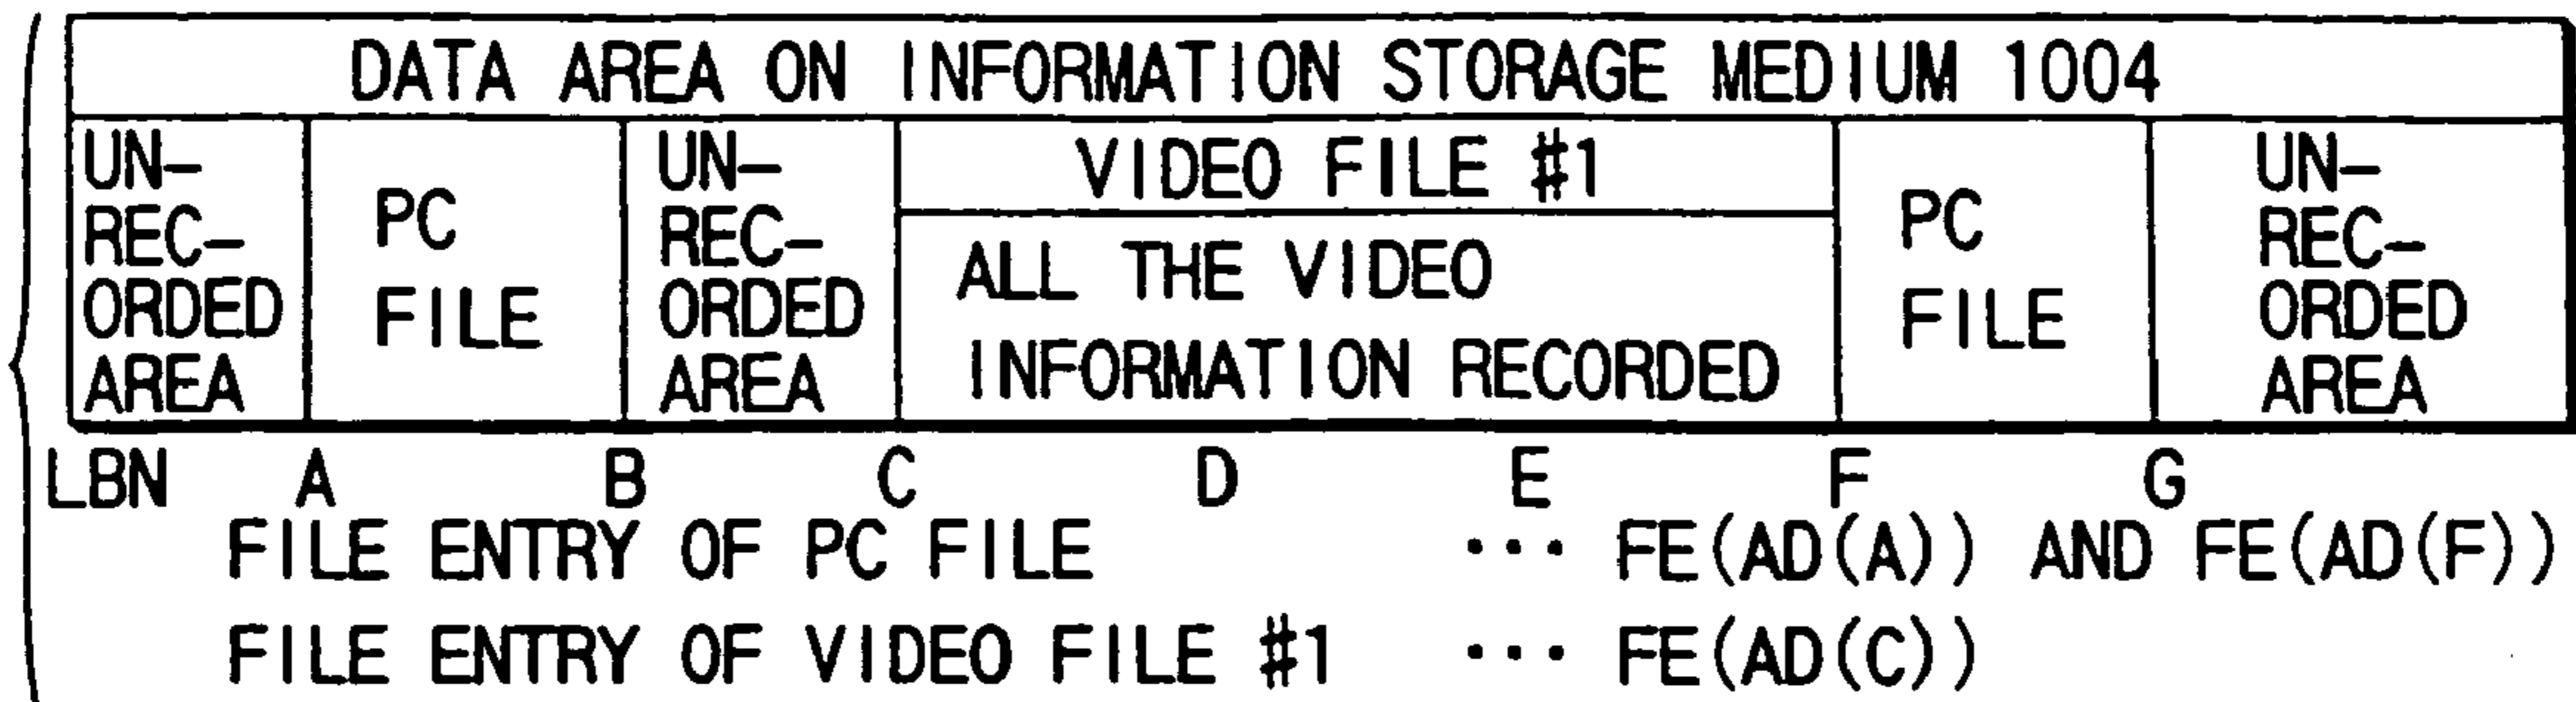 DATA AREA ON INFORMATION STORAGE MEDIUM 1004
UN-
REC-
ORDED
AREA
PC
FILE
UN-
REC-
ORDED
AREA
VIDEO FILE #1
ALL THE VIDEO
INFORMATION RECORDED
PC
FILE
UN-
REC-
ORDED
AREA
LBN A B C D E F G
FILE ENTRY OF PC FILE ... FE(AD(A)) AND FE(AD(F))
FILE ENTRY OF VIDEO FILE #1 ... FE(AD(C))